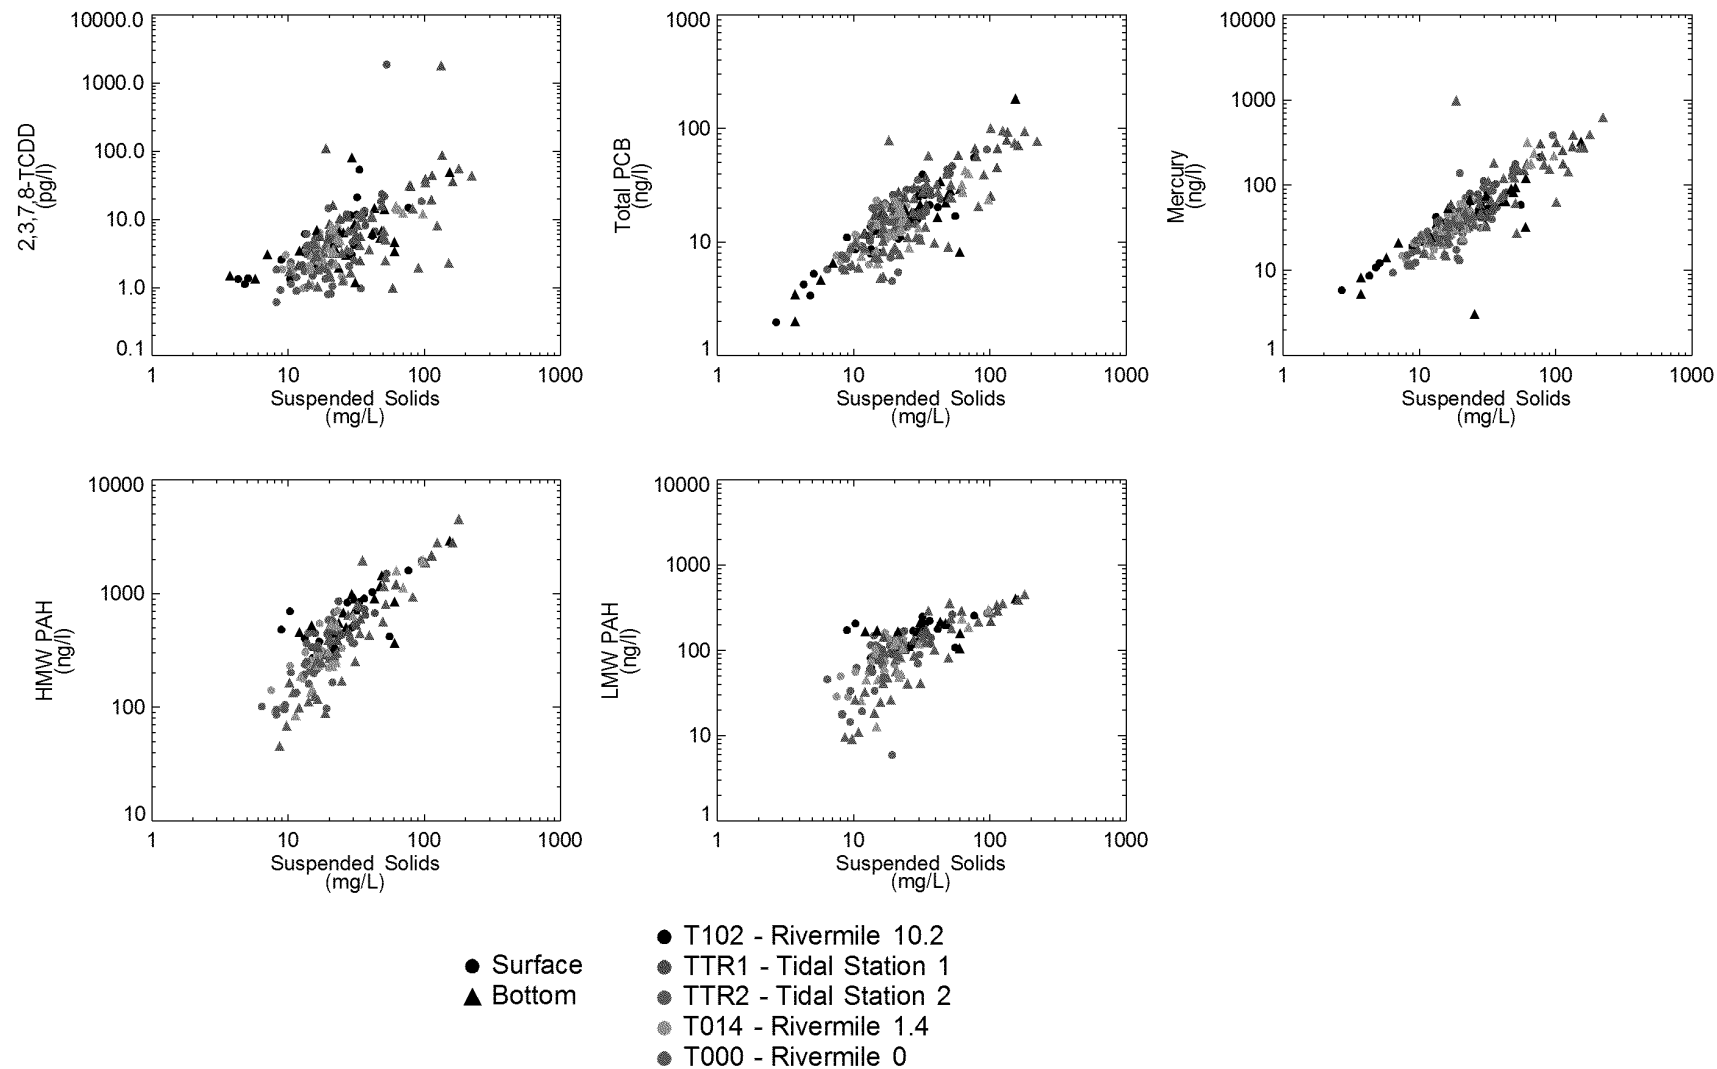 10000.0
1000.0
100.0
10.0
1.0
0.1
2,3,7,8-TCDD
(pg/l)
1 10 100 1000
Suspended Solids
(mg/L)
1000
100
10
1
Total PCB
(ng/l)
1 10 100 1000
Suspended Solids
(mg/L)
10000
1000
100
10
1
Mercury
(ng/l)
1 10 100 1000
Suspended Solids
(mg/L)
10000
1000
100
10
HMW PAH
(ng/l)
1 10 100 1000
Suspended Solids
(mg/L)
10000
1000
100
10
1
LMW PAH
(ng/l)
1 10 100 1000
Suspended Solids
(mg/L)
Surface
Bottom
T102 - Rivermile 10.2
TTR1 - Tidal Station 1
TTR2 - Tidal Station 2
T014 - Rivermile 1.4
T000 - Rivermile 0